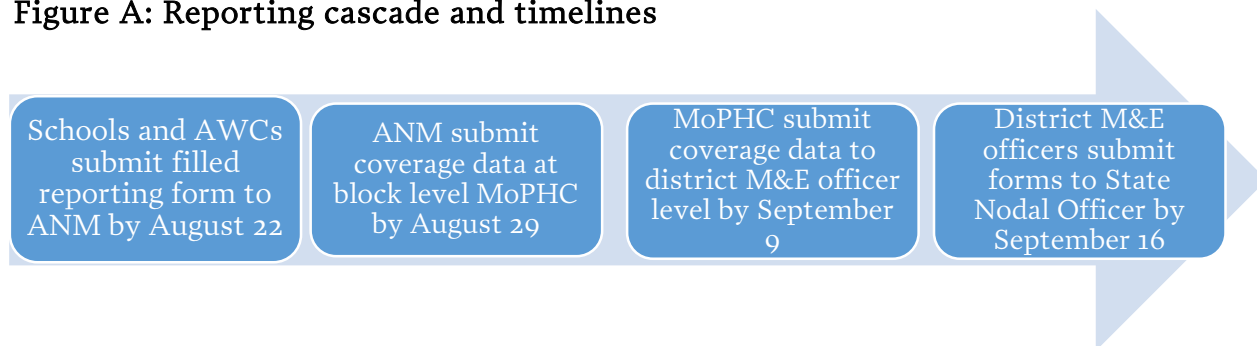 Figure A: Reporting cascade and timelines
Schools and AWCs
submit filled
reporting form to
ANM by August 22
ANM submit
coverage data at
block level MoPHC
by August 29
MoPHC submit
coverage data to
district M&E officer
level by September
9
District M&E
officers submit
forms to State
Nodal Officer by
September 16